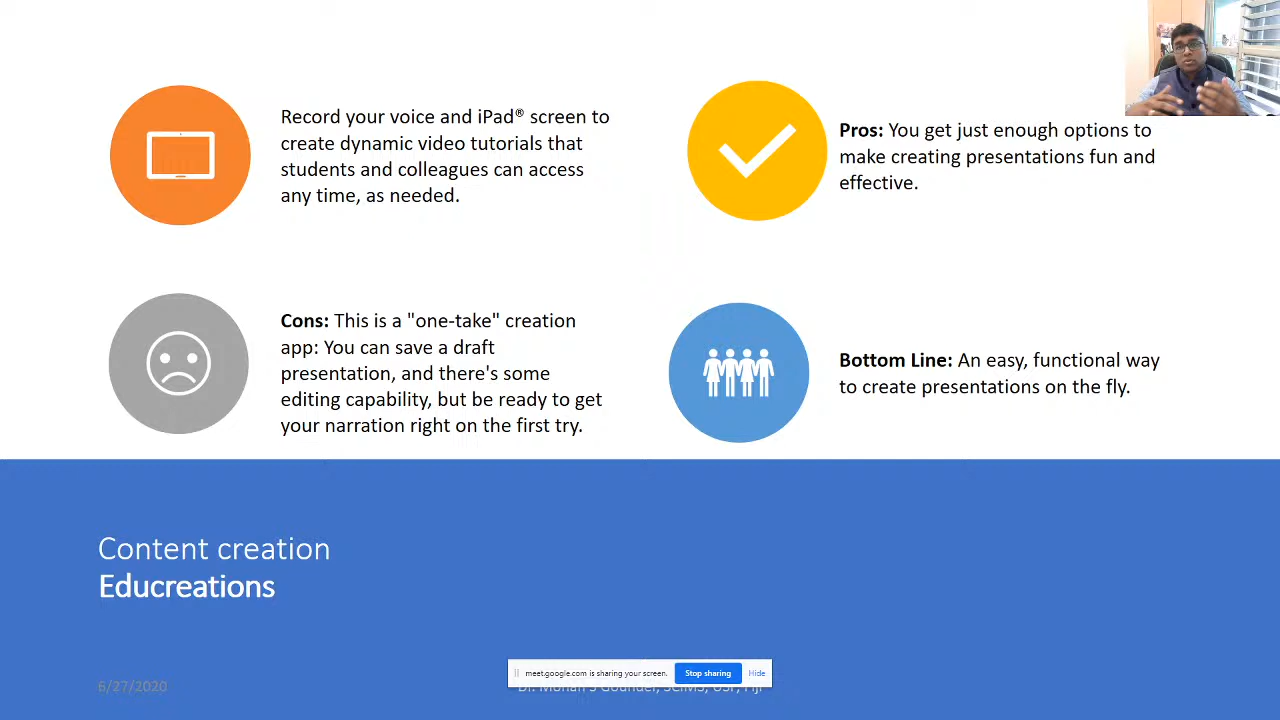 Record your voice and iPad® screen to
create dynamic video tutorials that
students and colleagues can access
any time, as needed.
Pros: You get just enough options to
make creating presentations fun and
effective.
Cons: This is a "one-take" creation
app: You can save a draft
presentation, and there's some
editing capability, but be ready to get
your narration right on the first try.
Bottom Line: An easy, functional way
to create presentations on the fly.
Content creation
Educreations
meet.google.com is sharing your screen. Stop sharing Hide
6/27/2020